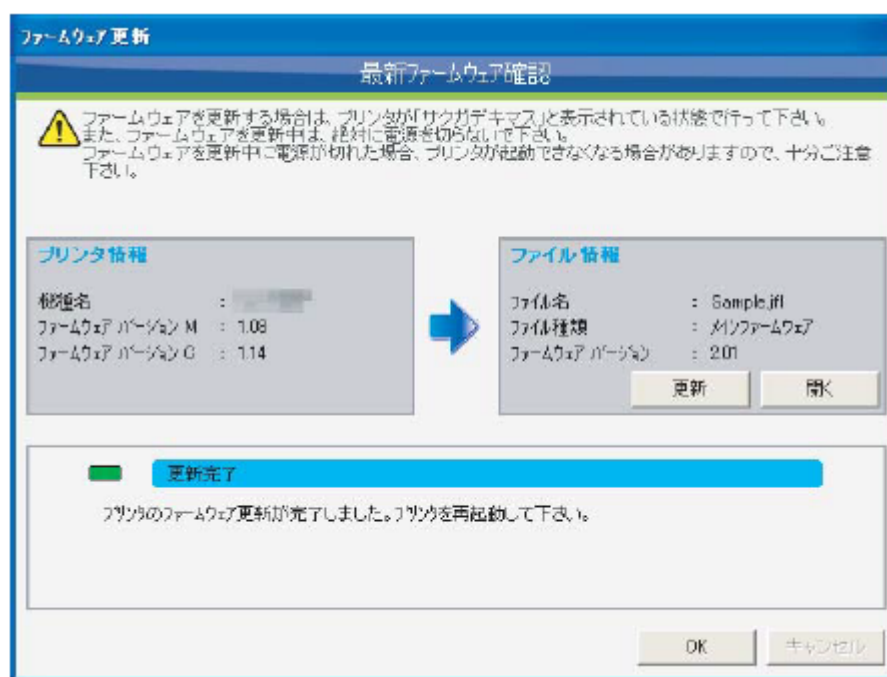 ファームウェア更新
最新ファームウェア確認
ファームウェアを更新する場合は、プリンタが「サクガデキマス」と表示されている状態で行って下さい。
また、ファームウェアを更新中は、絶対に電源を切らないで下さい。
ファームウェアを更新中に電源が切れた場合、プリンタが起動できなくなる場合がありますので、十分ご注意
下さい。
プリンタ情報
機種名 :
ファームウェア バージョン M : 1.08
ファームウェア バージョン G : 1.14
ファイル情報
ファイル名 : Sample.jfl
ファイル種類 : メインファームウェア
ファームウェア バージョン : 2.01
更新 開く
更新完了
プリンタのファームウェア更新が完了しました。プリンタを再起動して下さい。
OK キャンセル